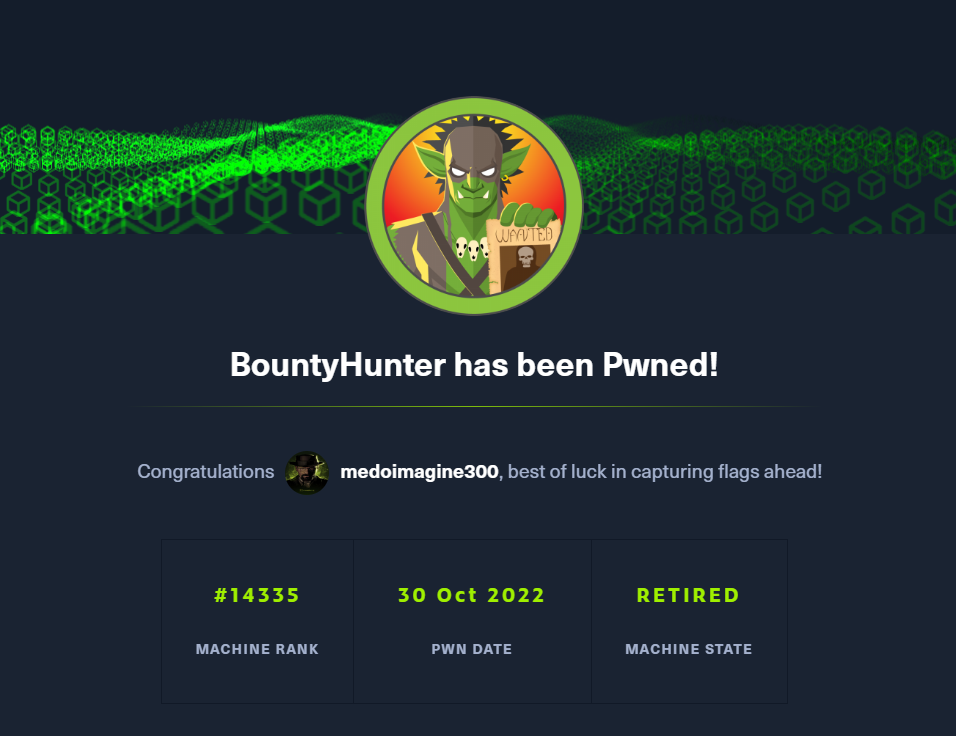 WANTED
BountyHunter has been Pwned!
Congratulations medoimagine300, best of luck in capturing flags ahead!
#14335 30 Oct 2022 RETIRED
MACHINE RANK PWN DATE MACHINE STATE